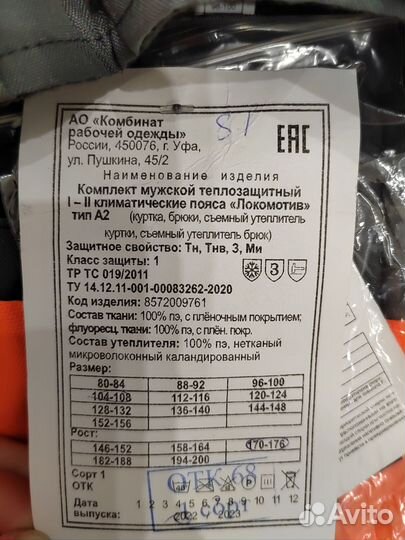 АО «Комбинат
рабочей одежды»
России, 450076, г. Уфа,
ул. Пушкина, 45/2
51
ЕАС
Наименование изделия
Комплект мужской теплозащитный
I – II климатические пояса «Локомотив»
тип А2 (куртка, брюки, съемный утеплитель
куртки, съемный утеплитель брюк)
Защитное свойство: Тн, Тнв, З, Ми
Класс защиты: 1
ТР ТС 019/2011
3
ТУ 14.12.11-001-00083262-2020
Код изделия: 8572009761
Состав ткани: 100% пэ, с плёночным покрытием;
флуоресц. ткани: 100% пэ, с плён. покр.
Состав утеплителя: 100% пэ, нетканый
микроволоконный каландированный
Размер:
80-84 88-92 96-100
104-108 112-116 120-124
128-132 136-140 144-148
152-156
Рост:
146-152 158-164 170-176
182-188 194-200
Сорт 1
ОТК
ОТК-68
1 сорт
Дата
выпуска:
1 2 3 4 5 6 7 8 9 10 11 12
2022 2023
Avito